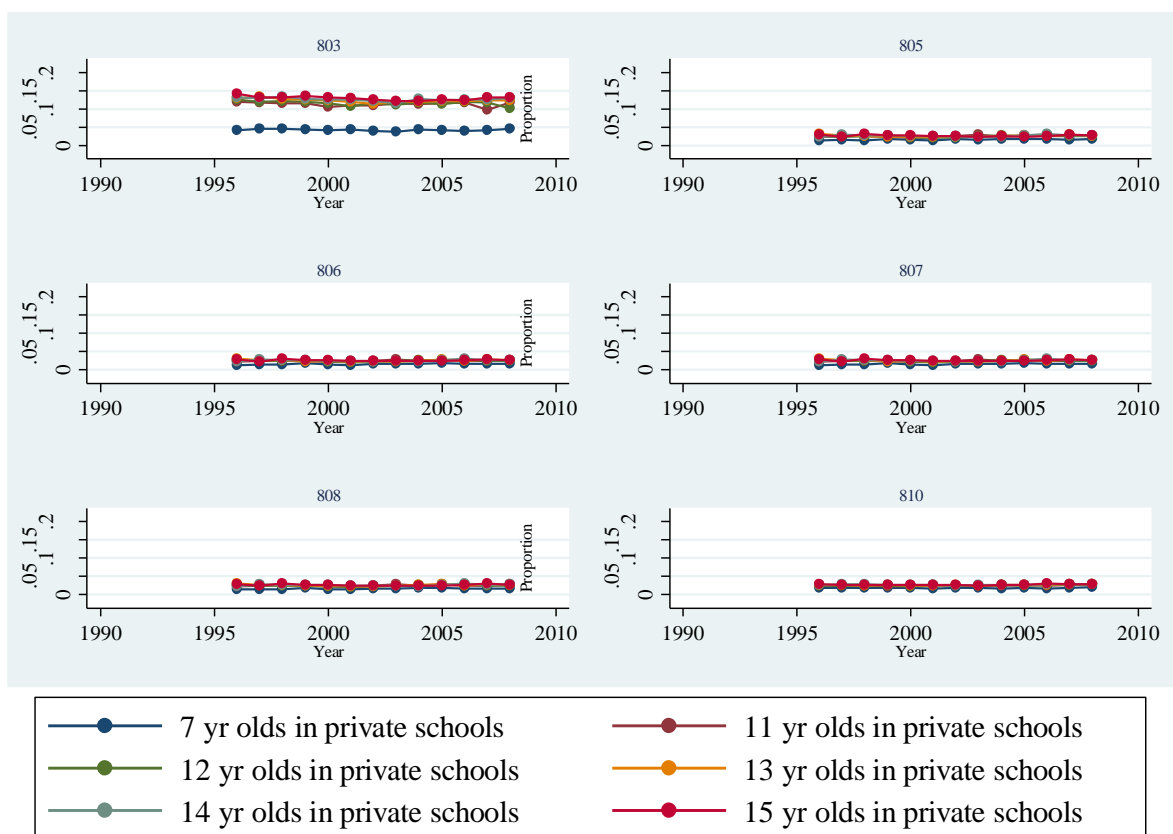 803
805
0 .05 .1 .15 .2
Proportion
1990 1995 2000 2005 2010
Year
0 .05 .1 .15 .2
1990 1995 2000 2005 2010
Year
806
807
0 .05 .1 .15 .2
Proportion
1990 1995 2000 2005 2010
Year
0 .05 .1 .15 .2
1990 1995 2000 2005 2010
Year
808
810
0 .05 .1 .15 .2
Proportion
1990 1995 2000 2005 2010
Year
0 .05 .1 .15 .2
1990 1995 2000 2005 2010
Year
7 yr olds in private schools
11 yr olds in private schools
12 yr olds in private schools
13 yr olds in private schools
14 yr olds in private schools
15 yr olds in private schools